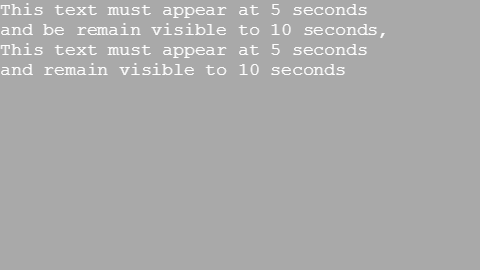 This text must appear at 5 seconds
and be remain visible to 10 seconds,
This text must appear at 5 seconds
and remain visible to 10 seconds